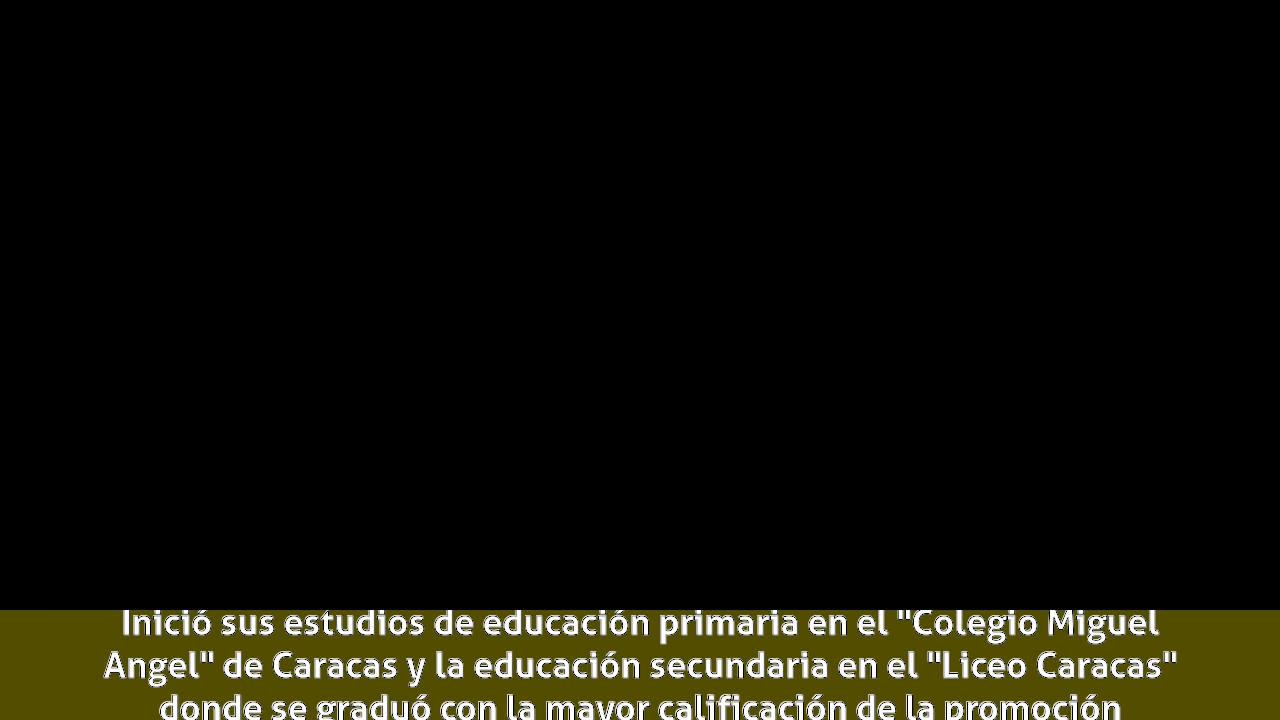 Inició sus estudios de educación primaria en el "Colegio Miguel
Angel" de Caracas y la educación secundaria en el "Liceo Caracas"
donde se graduó con la mayor calificación de la promoción